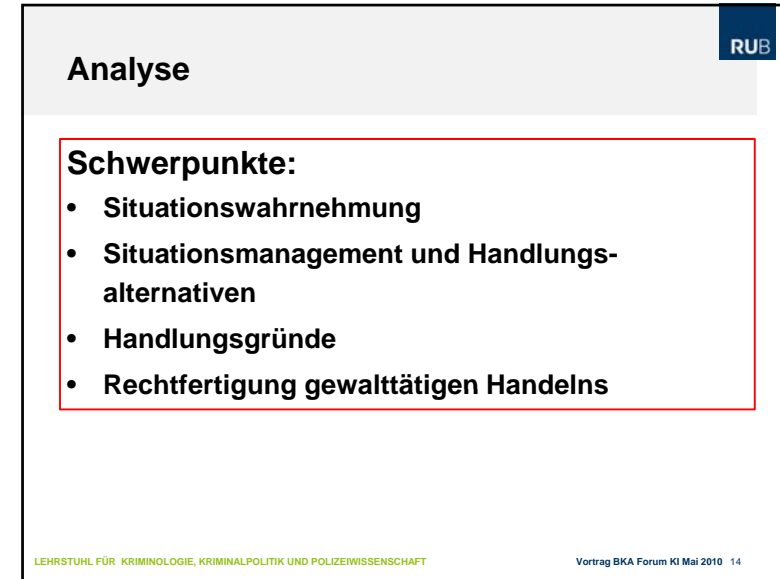 RUB
Analyse
Schwerpunkte:
• Situationswahrnehmung
• Situationsmanagement und Handlungs-
alternativen
• Handlungsgründe
• Rechtfertigung gewalttätigen Handelns
LEHRSTUHL FÜR KRIMINOLOGIE, KRIMINALPOLITIK UND POLIZEIWISSENSCHAFT Vortrag BKA Forum KI Mai 2010 14